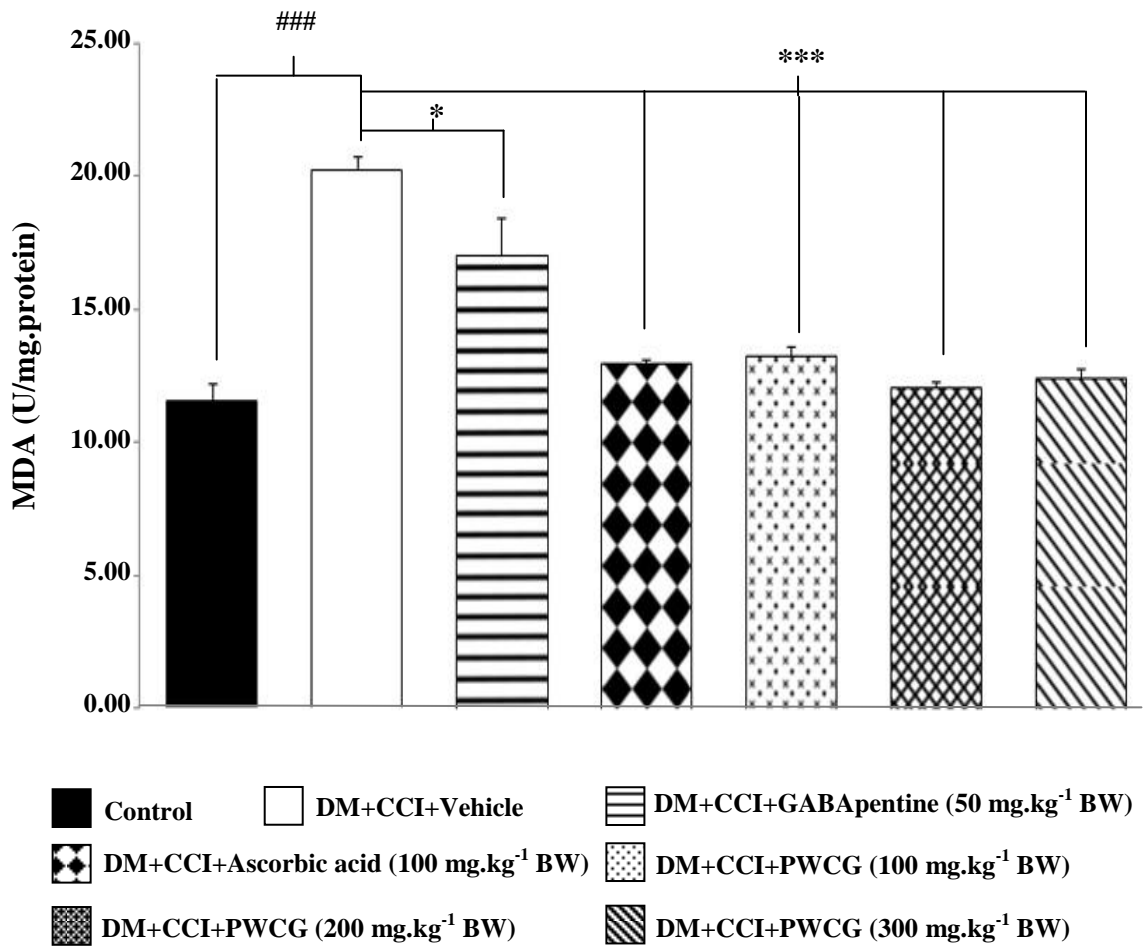 ###
25.00
***
*
20.00
15.00
10.00
5.00
0.00
MDA (U/mg.protein)
Control
DM+CCI+Vehicle
DM+CCI+GABApentine (50 mg.kg-1 BW)
DM+CCI+Ascorbic acid (100 mg.kg-1 BW)
DM+CCI+PWCG (100 mg.kg-1 BW)
DM+CCI+PWCG (200 mg.kg-1 BW)
DM+CCI+PWCG (300 mg.kg-1 BW)